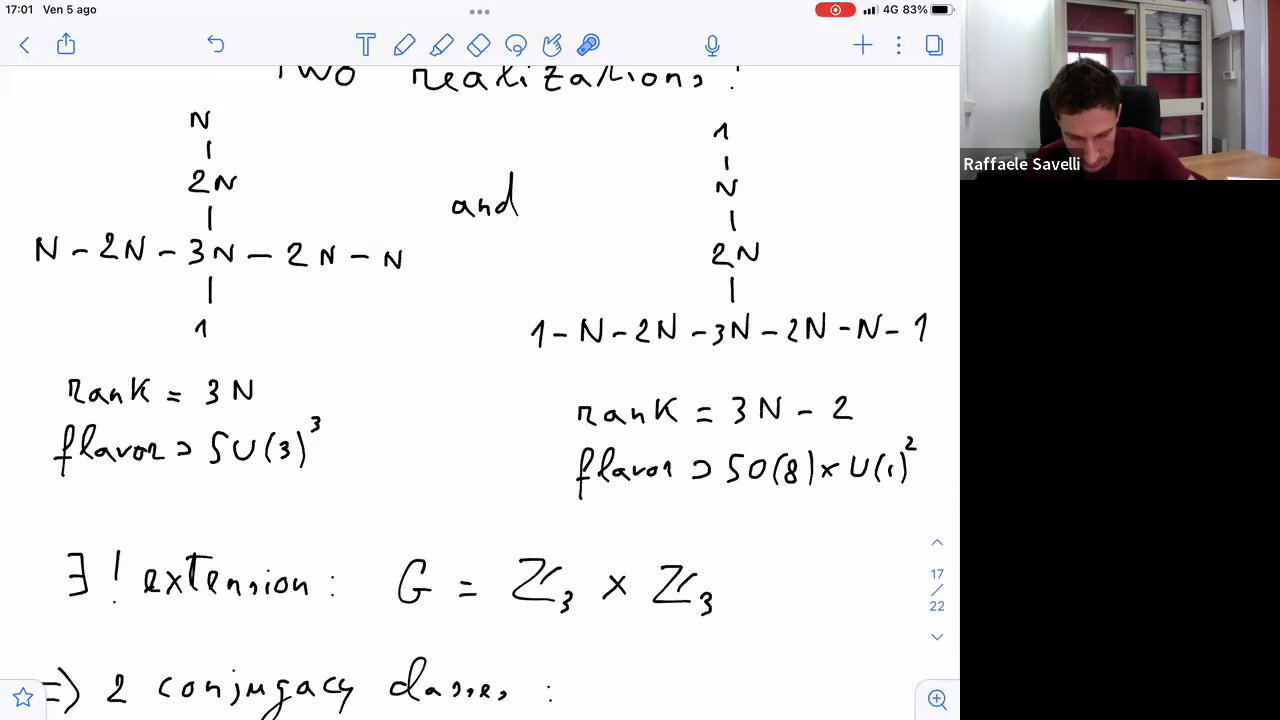 17:01 Ven 5 ago
4G 83%
Two realizations:
N
2N
N - 2N - 3N - 2N - N
1
and
1
N
2N
1 - N - 2N - 3N - 2N - N - 1
rank = 3N
flavor ⊃ SU(3)³
rank = 3N - 2
flavor ⊃ SO(8) × U(1)²
∃! extension: G = ℤ₃ × ℤ₃
⇒ 2 conjugacy classes:
17 / 22
Raffaele Savelli